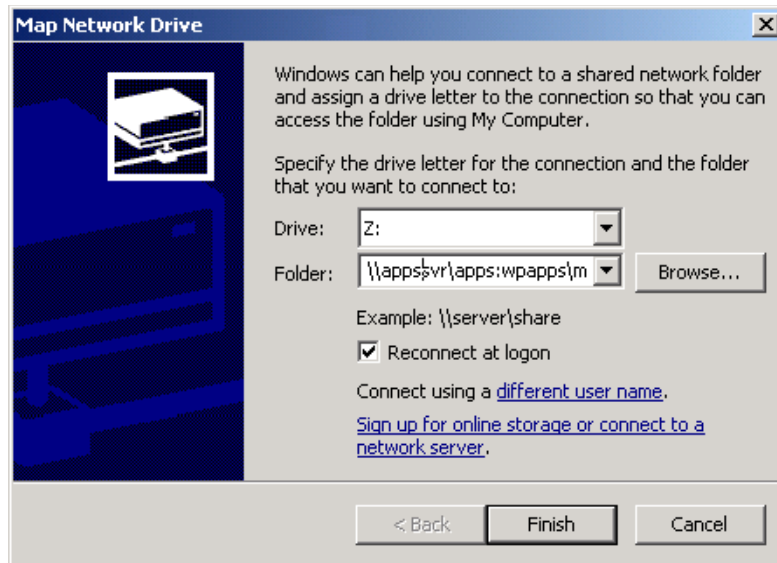 Map Network Drive
Windows can help you connect to a shared network folder
and assign a drive letter to the connection so that you can
access the folder using My Computer.
Specify the drive letter for the connection and the folder
that you want to connect to:
Drive: Z:
Folder: \\appssvr\apps:wpapps\m Browse...
Example: \\server\share
Reconnect at logon
Connect using a different user name.
Sign up for online storage or connect to a
network server.
< Back Finish Cancel